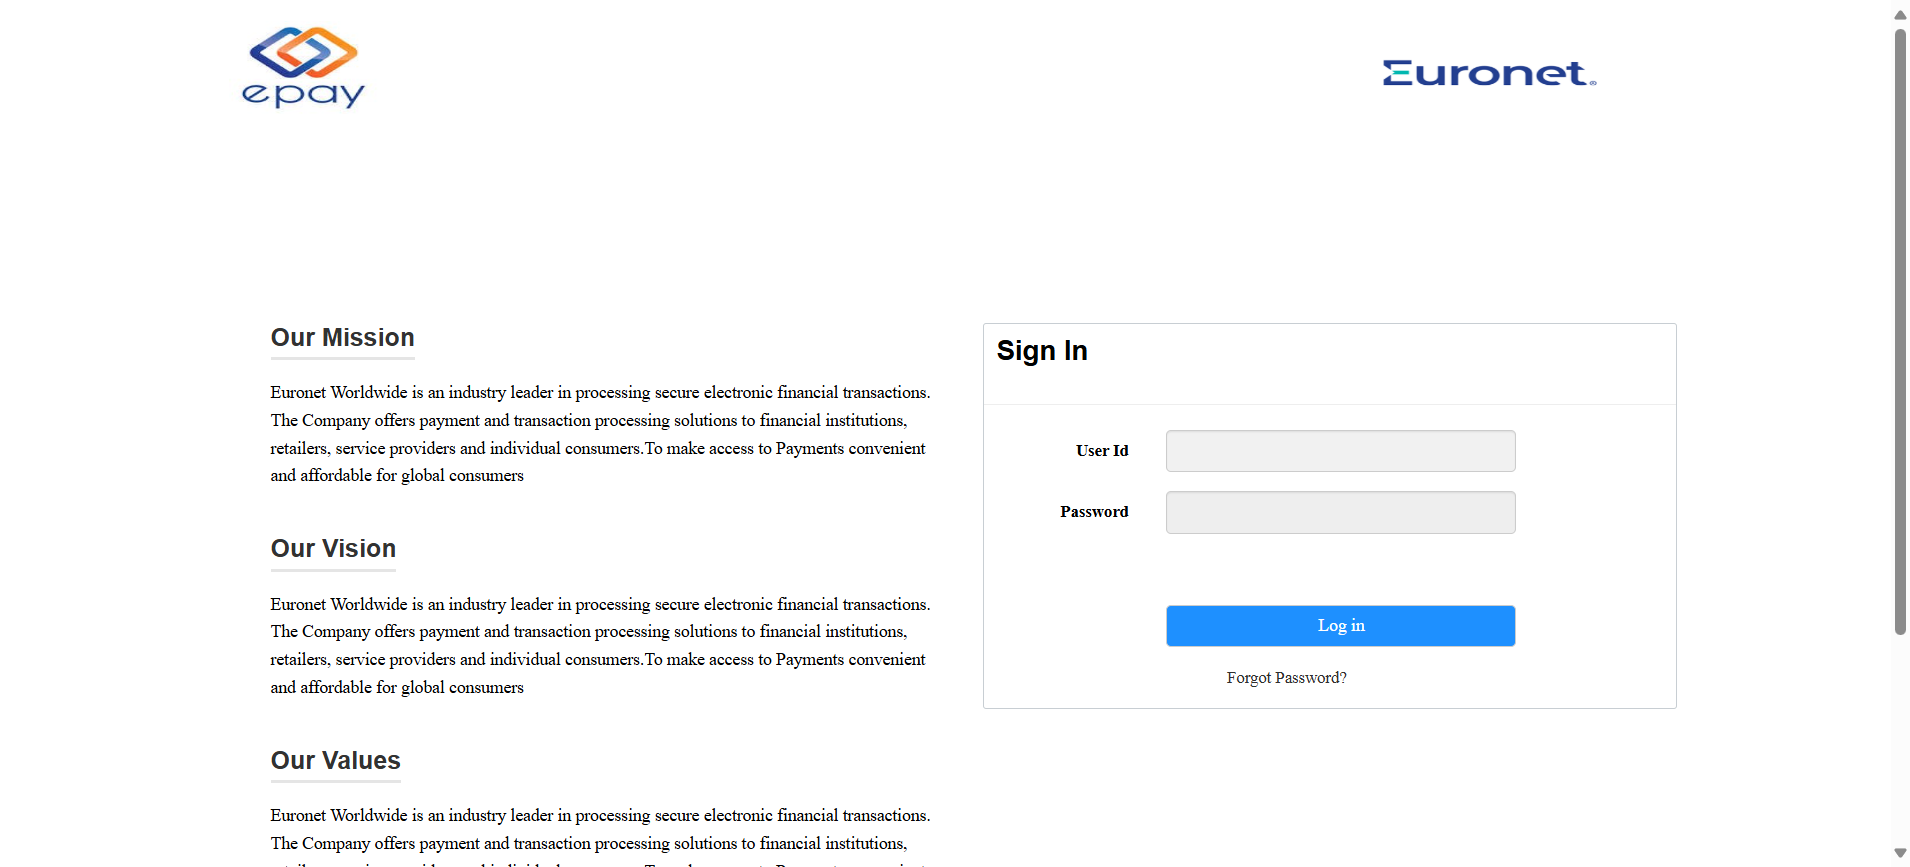 epay
Euronet
Our Mission
Euronet Worldwide is an industry leader in processing secure electronic financial transactions.
The Company offers payment and transaction processing solutions to financial institutions,
retailers, service providers and individual consumers.To make access to Payments convenient
and affordable for global consumers
Our Vision
Euronet Worldwide is an industry leader in processing secure electronic financial transactions.
The Company offers payment and transaction processing solutions to financial institutions,
retailers, service providers and individual consumers.To make access to Payments convenient
and affordable for global consumers
Our Values
Euronet Worldwide is an industry leader in processing secure electronic financial transactions.
The Company offers payment and transaction processing solutions to financial institutions,
Sign In
User Id
Password
Log in
Forgot Password?